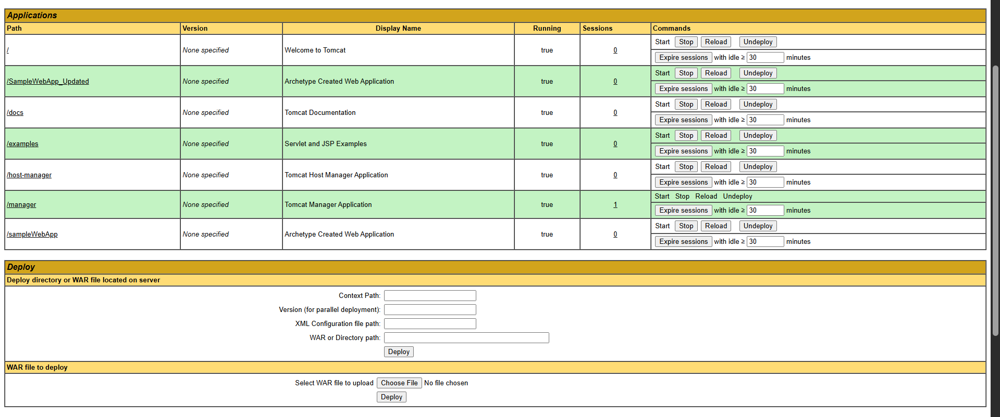 Applications
Path Version Display Name Running Sessions Commands
/ None specified Welcome to Tomcat true 0 Start Stop Reload Undeploy
Expire sessions with idle ≥ 30 minutes
/SampleWebApp_Updated None specified Archetype Created Web Application true 0 Start Stop Reload Undeploy
Expire sessions with idle ≥ 30 minutes
/docs None specified Tomcat Documentation true 0 Start Stop Reload Undeploy
Expire sessions with idle ≥ 30 minutes
/examples None specified Servlet and JSP Examples true 0 Start Stop Reload Undeploy
Expire sessions with idle ≥ 30 minutes
/host-manager None specified Tomcat Host Manager Application true 0 Start Stop Reload Undeploy
Expire sessions with idle ≥ 30 minutes
/manager None specified Tomcat Manager Application true 1 Start Stop Reload Undeploy
Expire sessions with idle ≥ 30 minutes
/sampleWebApp None specified Archetype Created Web Application true 0 Start Stop Reload Undeploy
Expire sessions with idle ≥ 30 minutes
Deploy
Deploy directory or WAR file located on server
Context Path:
Version (for parallel deployment):
XML Configuration file path:
WAR or Directory path:
Deploy
WAR file to deploy
Select WAR file to upload Choose File No file chosen
Deploy